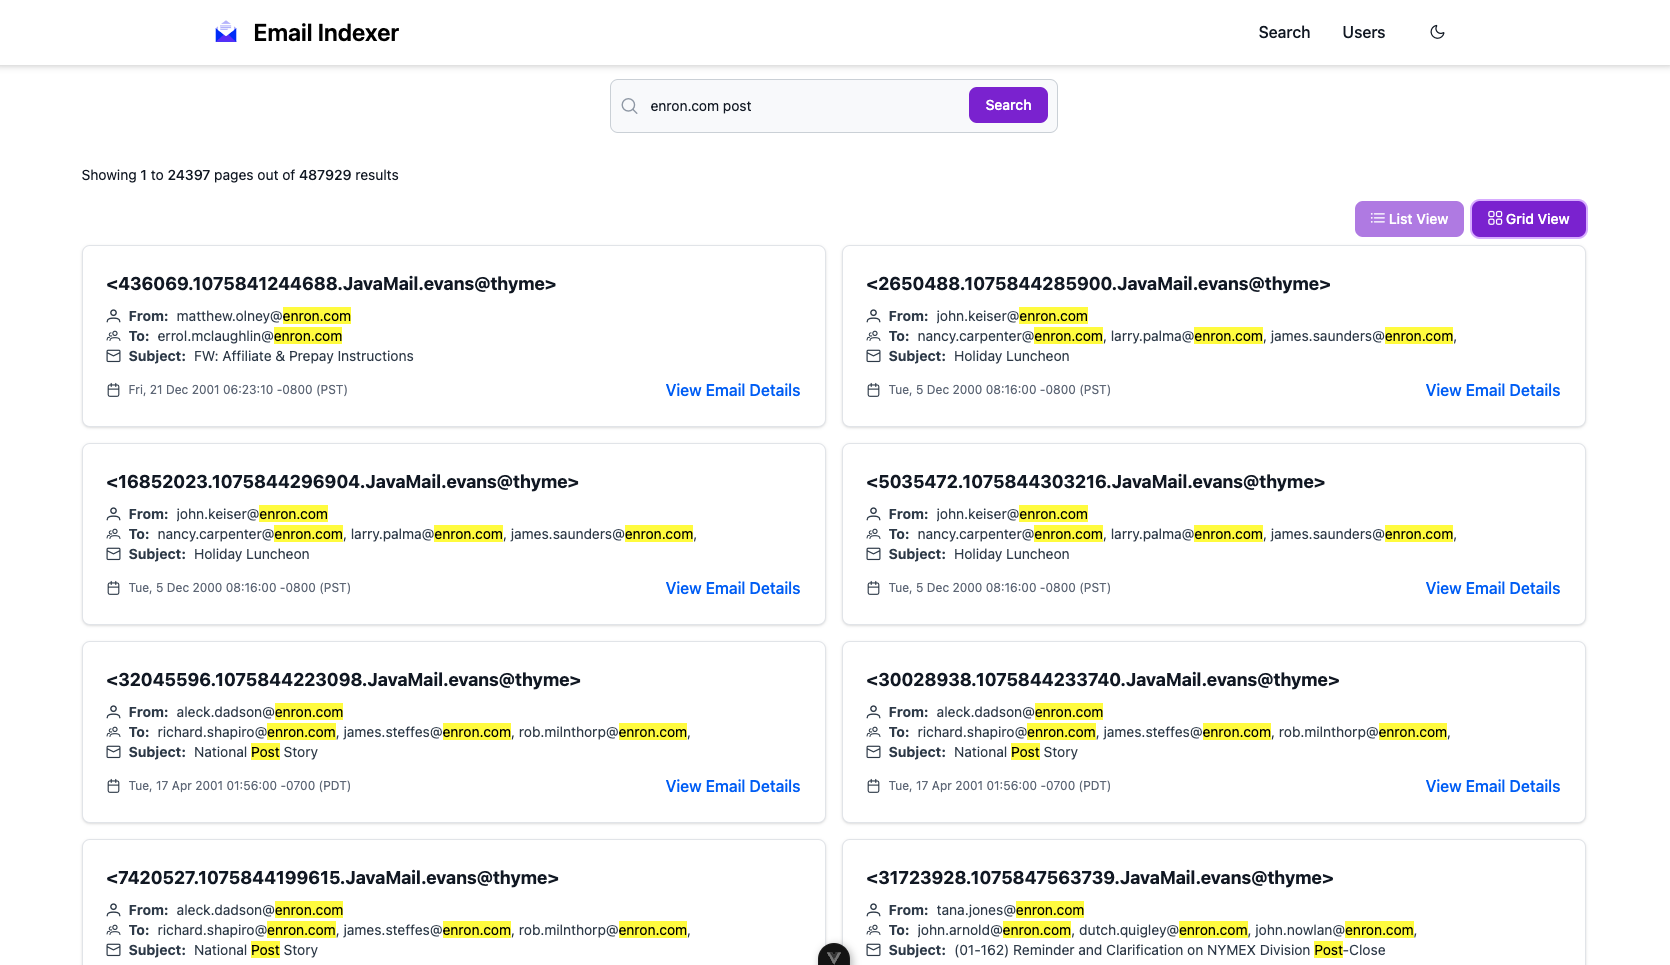 Email Indexer
Search
Users
enron.com post
Search
Showing 1 to 24397 pages out of 487929 results
List View
Grid View
<436069.1075841244688.JavaMail.evans@thyme>
From: matthew.olney@enron.com
To: errol.mclaughlin@enron.com
Subject: FW: Affiliate & Prepay Instructions
Fri, 21 Dec 2001 06:23:10 -0800 (PST)
View Email Details
<2650488.1075844285900.JavaMail.evans@thyme>
From: john.keiser@enron.com
To: nancy.carpenter@enron.com, larry.palma@enron.com, james.saunders@enron.com,
Subject: Holiday Luncheon
Tue, 5 Dec 2000 08:16:00 -0800 (PST)
View Email Details
<16852023.1075844296904.JavaMail.evans@thyme>
From: john.keiser@enron.com
To: nancy.carpenter@enron.com, larry.palma@enron.com, james.saunders@enron.com,
Subject: Holiday Luncheon
Tue, 5 Dec 2000 08:16:00 -0800 (PST)
View Email Details
<5035472.1075844303216.JavaMail.evans@thyme>
From: john.keiser@enron.com
To: nancy.carpenter@enron.com, larry.palma@enron.com, james.saunders@enron.com,
Subject: Holiday Luncheon
Tue, 5 Dec 2000 08:16:00 -0800 (PST)
View Email Details
<32045596.1075844223098.JavaMail.evans@thyme>
From: aleck.dadson@enron.com
To: richard.shapiro@enron.com, james.steffes@enron.com, rob.milnthorp@enron.com,
Subject: National Post Story
Tue, 17 Apr 2001 01:56:00 -0700 (PDT)
View Email Details
<30028938.1075844233740.JavaMail.evans@thyme>
From: aleck.dadson@enron.com
To: richard.shapiro@enron.com, james.steffes@enron.com, rob.milnthorp@enron.com,
Subject: National Post Story
Tue, 17 Apr 2001 01:56:00 -0700 (PDT)
View Email Details
<7420527.1075844199615.JavaMail.evans@thyme>
From: aleck.dadson@enron.com
To: richard.shapiro@enron.com, james.steffes@enron.com, rob.milnthorp@enron.com,
Subject: National Post Story
<31723928.1075847563739.JavaMail.evans@thyme>
From: tana.jones@enron.com
To: john.arnold@enron.com, dutch.quigley@enron.com, john.nowlan@enron.com,
Subject: (01-162) Reminder and Clarification on NYMEX Division Post-Close